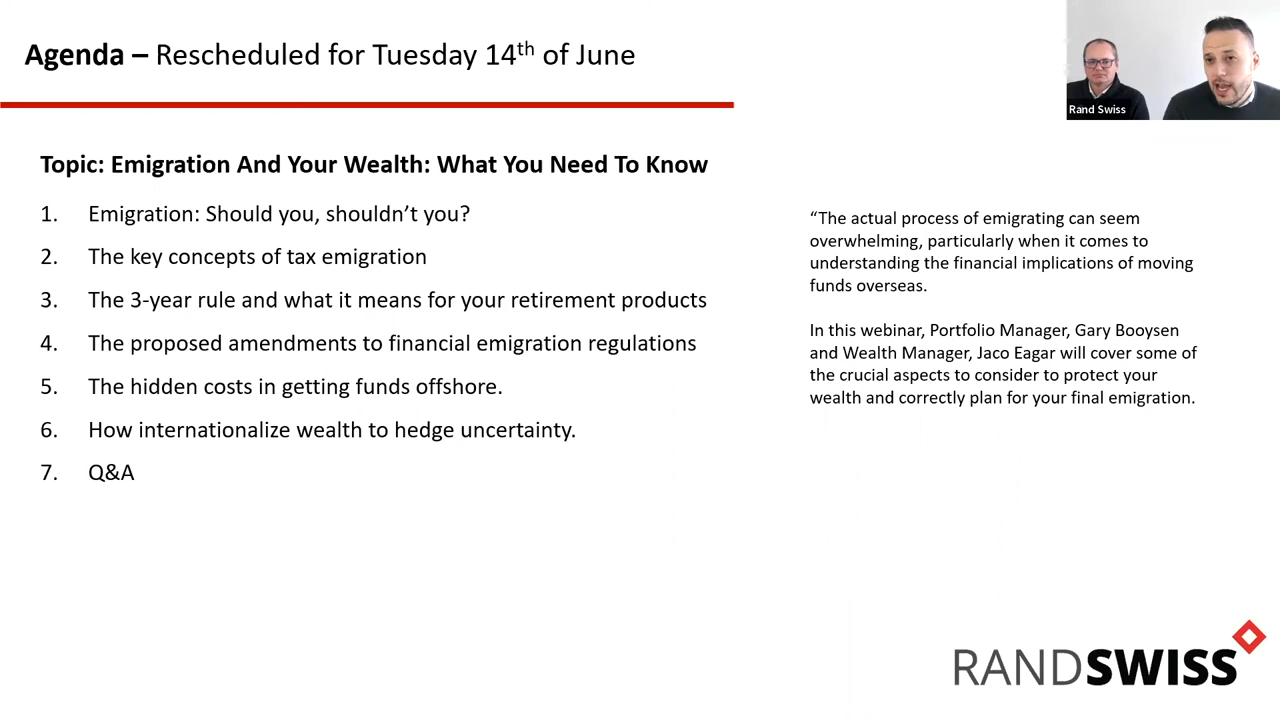 Agenda – Rescheduled for Tuesday 14th of June
Rand Swiss
Topic: Emigration And Your Wealth: What You Need To Know
1. Emigration: Should you, shouldn’t you?
2. The key concepts of tax emigration
3. The 3-year rule and what it means for your retirement products
4. The proposed amendments to financial emigration regulations
5. The hidden costs in getting funds offshore.
6. How internationalize wealth to hedge uncertainty.
7. Q&A
“The actual process of emigrating can seem
overwhelming, particularly when it comes to
understanding the financial implications of moving
funds overseas.
In this webinar, Portfolio Manager, Gary Booysen
and Wealth Manager, Jaco Eagar will cover some of
the crucial aspects to consider to protect your
wealth and correctly plan for your final emigration.
RANDSWISS